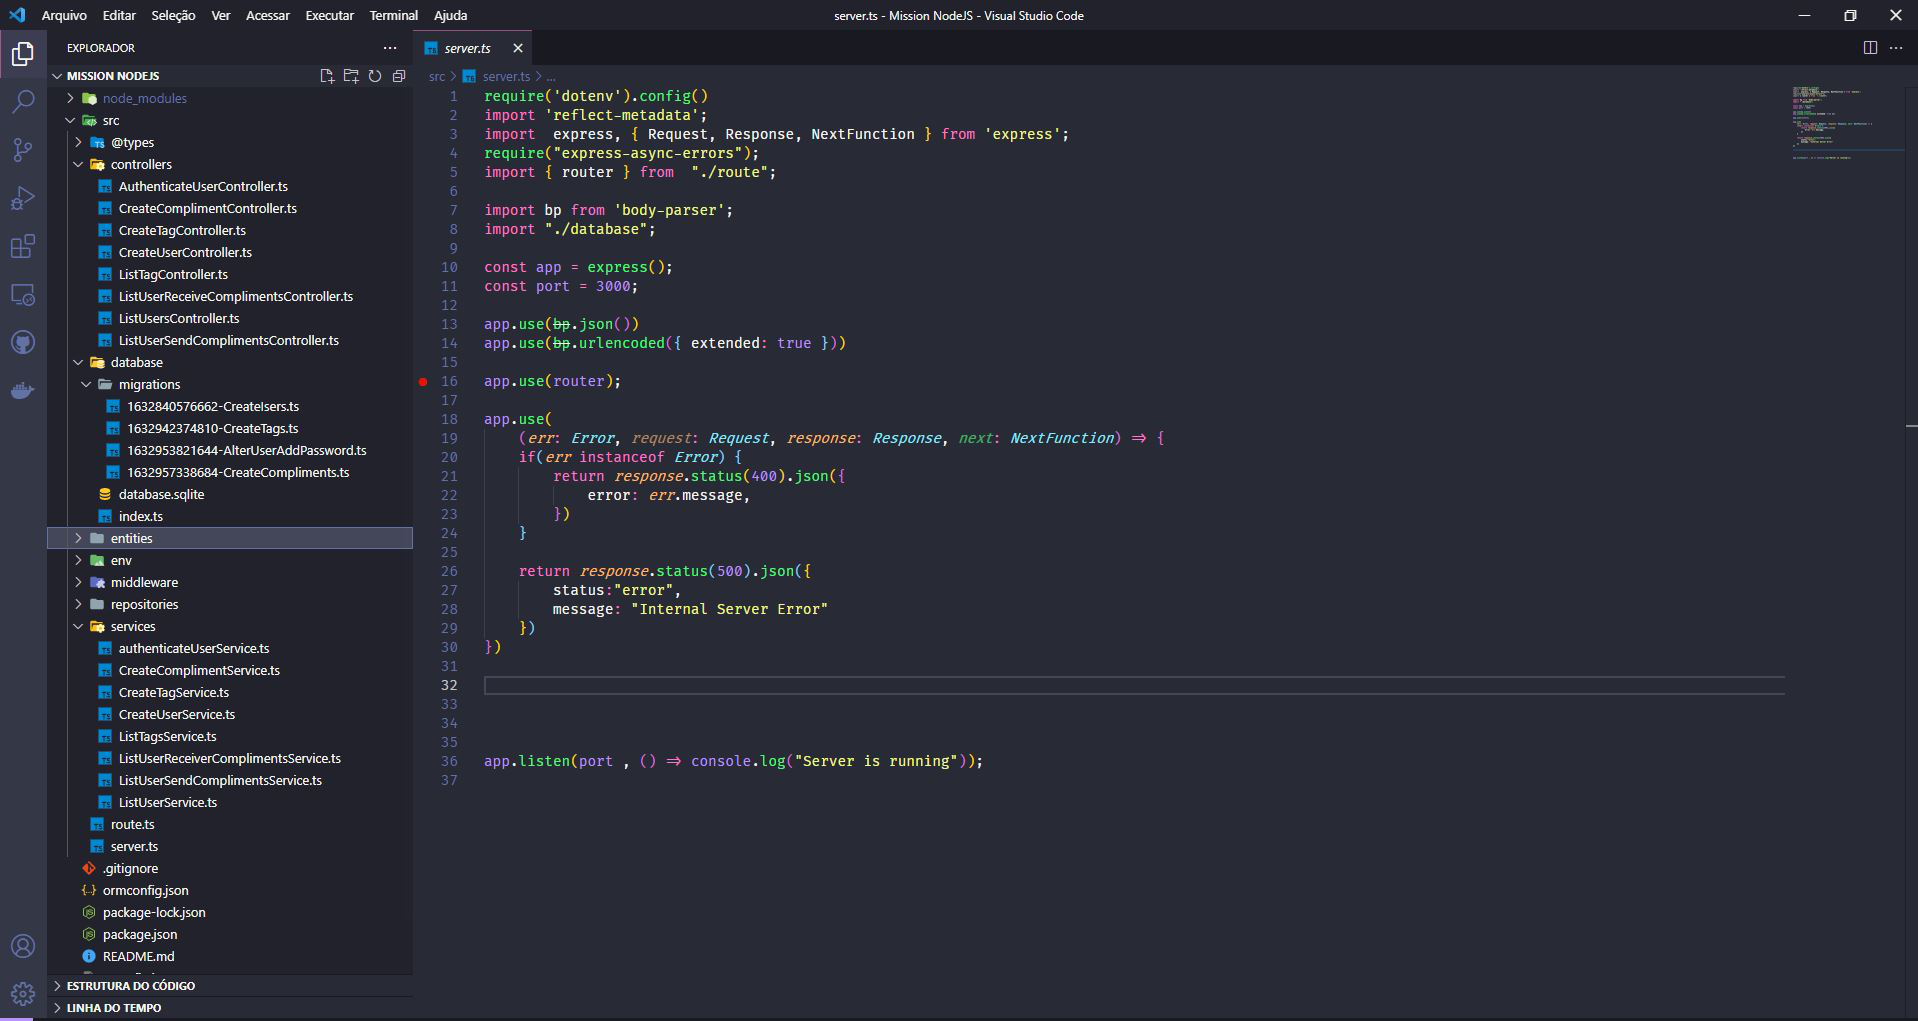 Arquivo Editar Seleção Ver Acessar Executar Terminal Ajuda
server.ts - Mission NodeJS - Visual Studio Code
EXPLORADOR
MISSION NODEJS
node_modules
src
@types
controllers
AuthenticateUserController.ts
CreateComplimentController.ts
CreateTagController.ts
CreateUserController.ts
ListTagController.ts
ListUserReceiveComplimentsController.ts
ListUsersController.ts
ListUserSendComplimentsController.ts
database
migrations
1632840576662-CreateIsers.ts
1632942374810-CreateTags.ts
1632953821644-AlterUserAddPassword.ts
1632957338684-CreateCompliments.ts
database.sqlite
index.ts
entities
env
middleware
repositories
services
authenticateUserService.ts
CreateComplimentService.ts
CreateTagService.ts
CreateUserService.ts
ListTagsService.ts
ListUserReceiverComplimentsService.ts
ListUserSendComplimentsService.ts
ListUserService.ts
route.ts
server.ts
.gitignore
ormconfig.json
package-lock.json
package.json
README.md
ESTRUTURA DO CÓDIGO
LINHA DO TEMPO
server.ts
src > server.ts > ...
1 require('dotenv').config()
2 import 'reflect-metadata';
3 import  express, { Request, Response, NextFunction } from 'express';
4 require("express-async-errors");
5 import { router } from  "./route";
6
7 import bp from 'body-parser';
8 import "./database";
9
10 const app = express();
11 const port = 3000;
12
13 app.use(bp.json())
14 app.use(bp.urlencoded({ extended: true }))
15
16 app.use(router);
17
18 app.use(
19     (err: Error, request: Request, response: Response, next: NextFunction) => {
20     if(err instanceof Error) {
21         return response.status(400).json({
22             error: err.message,
23         })
24     }
25
26     return response.status(500).json({
27         status:"error",
28         message: "Internal Server Error"
29     })
30 })
31
32
33
34
35
36 app.listen(port , () => console.log("Server is running"));
37